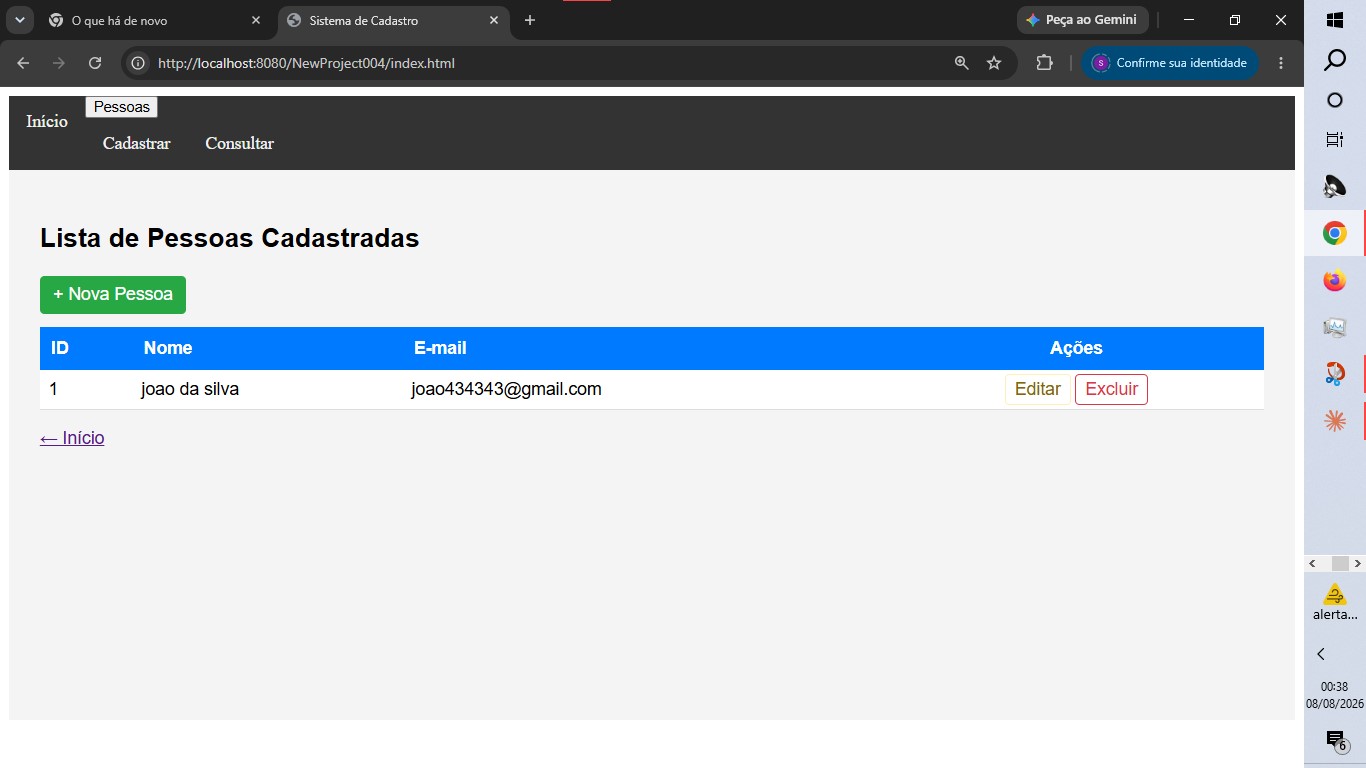 O que há de novo
Sistema de Cadastro
Peça ao Gemini
http://localhost:8080/NewProject004/index.html
S
Confirme sua identidade
Pessoas
Início
Cadastrar Consultar
Lista de Pessoas Cadastradas
+ Nova Pessoa
ID Nome E-mail Ações
1 joao da silva joao434343@gmail.com Editar Excluir
← Início
alerta...
00:38
08/08/2026
6